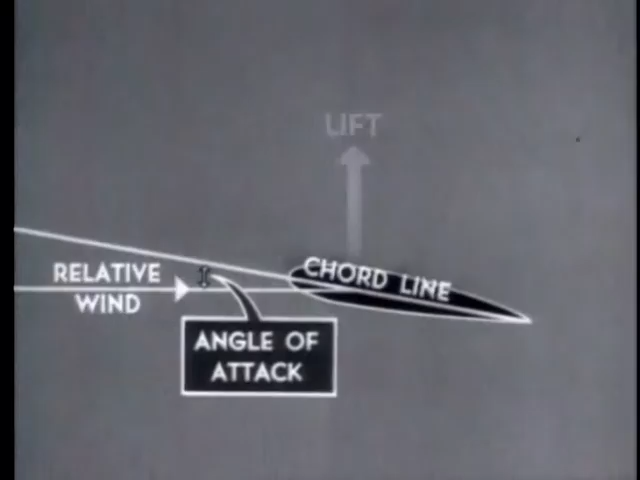 LIFT
CHORD LINE
RELATIVE
WIND
ANGLE OF
ATTACK